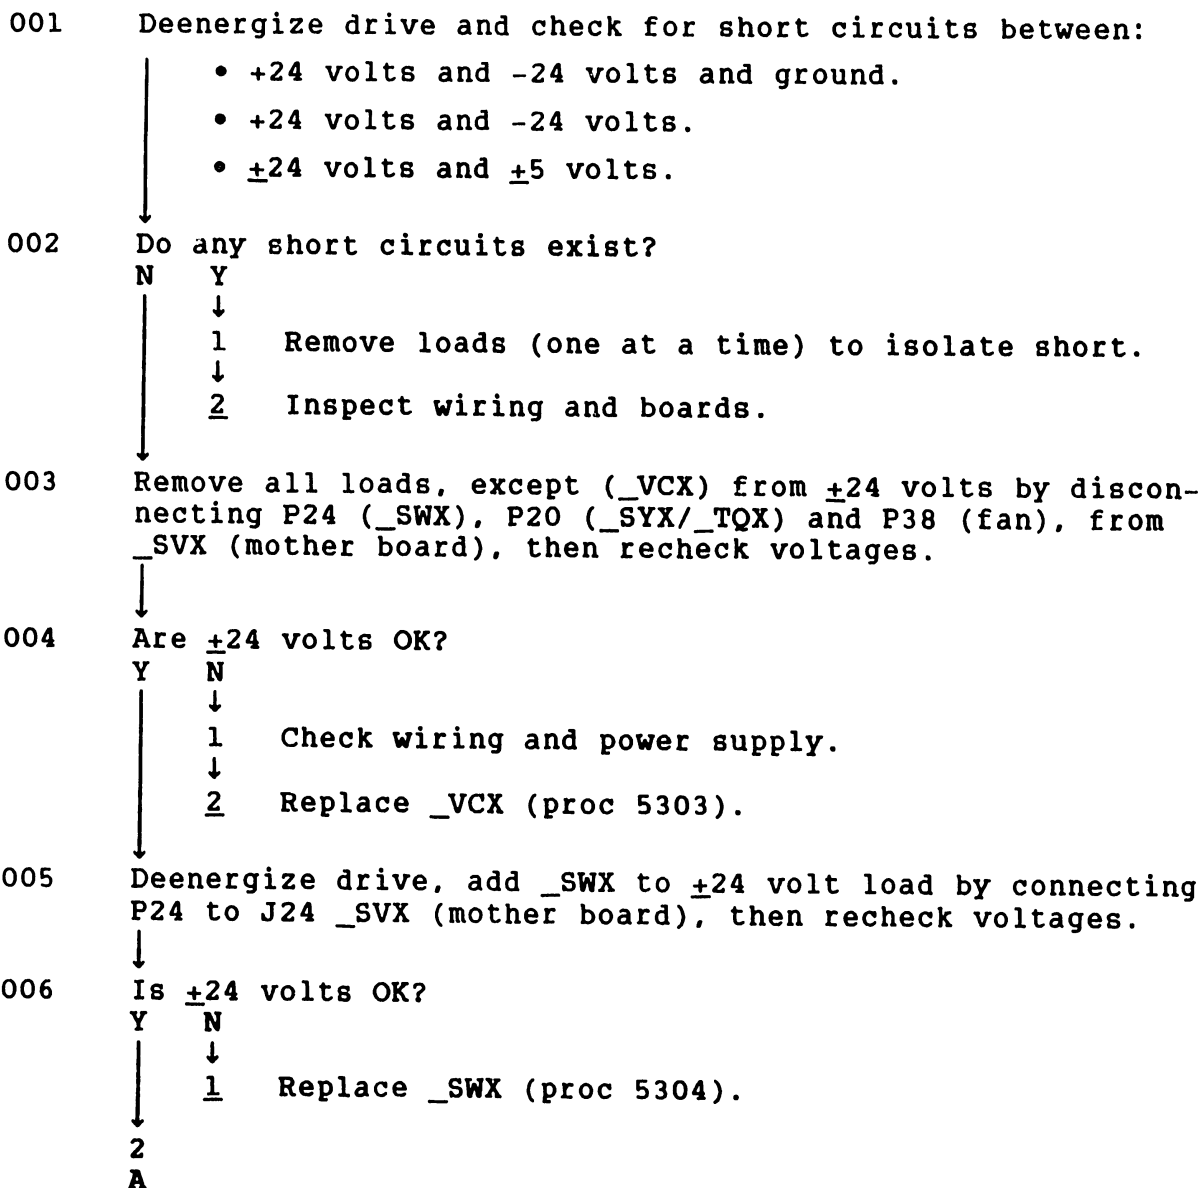 001 Deenergize drive and check for short circuits between:
• +24 volts and -24 volts and ground.
• +24 volts and -24 volts.
• ±24 volts and ±5 volts.
002 Do any short circuits exist?
N Y
1 Remove loads (one at a time) to isolate short.
2 Inspect wiring and boards.
003 Remove all loads, except (_VCX) from ±24 volts by discon-
necting P24 (_SWX), P20 (_SYX/_TQX) and P38 (fan), from
_SVX (mother board), then recheck voltages.
004 Are ±24 volts OK?
Y N
1 Check wiring and power supply.
2 Replace _VCX (proc 5303).
005 Deenergize drive, add _SWX to ±24 volt load by connecting
P24 to J24 _SVX (mother board), then recheck voltages.
006 Is ±24 volts OK?
Y N
1 Replace _SWX (proc 5304).
2
A